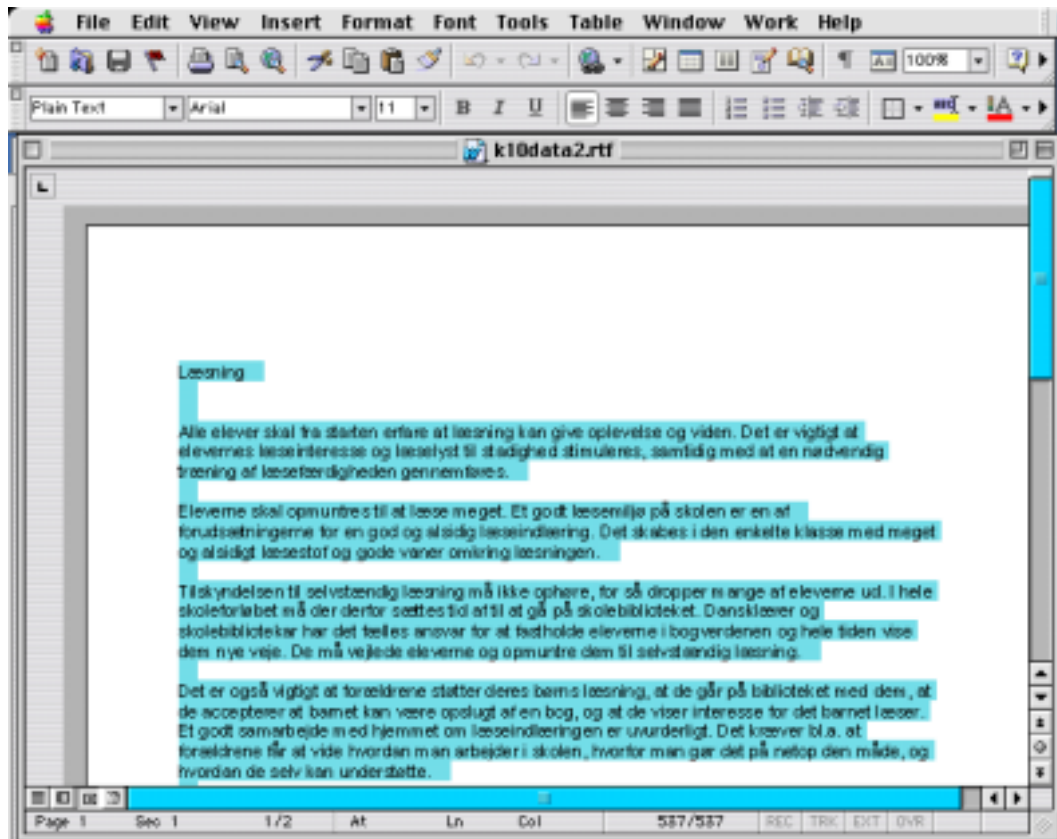 File Edit View Insert Format Font Tools Table Window Work Help
100%
Plain Text Arial 11 B I U
k10data2.rtf
Læsning
Alle elever skal fra starten erfare at læsning kan give oplevelse og viden. Det er vigtigt at
elevernes læseinteresse og læselyst til stadighed stimuleres, samtidig med at en nødvendig
træning af læsefærdigheden gennemføres.
Eleverne skal opmuntres til at læse meget. Et godt læsemiljø på skolen er en af
forudsætningerne for en god og alsidig læseindlæring. Det skabes i den enkelte klasse med meget
og alsidigt læsestof og gode vaner omkring læsningen.
Tilskyndelsen til selvstændig læsning må ikke ophøre, for så dropper mange af eleverne ud. I hele
skoleforløbet må der derfor sættes tid af til at gå på skolebiblioteket. Dansklærer og
skolebibliotekar har det fælles ansvar for at fastholde eleverne i bogverdenen og hele tiden vise
dem nye veje. De må vejlede eleverne og opmuntre dem til selvstændig læsning.
Det er også vigtigt at forældrene støtter deres børns læsning, at de går på biblioteket med dem, at
de accepterer at barnet kan være opslugt af en bog, og at de viser interesse for det barnet læser.
Et godt samarbejde med hjemmet om læseindlæringen er uvurderligt. Det kræver bl.a. at
forældrene får at vide hvordan man arbejder i skolen, hvorfor man gør det på netop den måde, og
hvordan de selv kan understøtte.
Page 1 Sec 1 1/2 At Ln Col 537/537 REC TRK EXT OVR